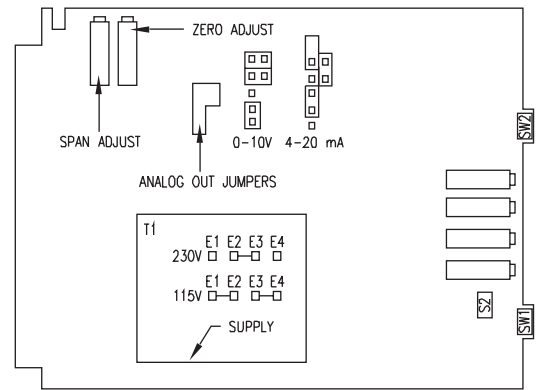 ZERO ADJUST
SPAN ADJUST
0-10V 4-20 mA
ANALOG OUT JUMPERS
SW2
T1
E1 E2 E3 E4
230V
E1 E2 E3 E4
115V
SUPPLY
S2
SW1